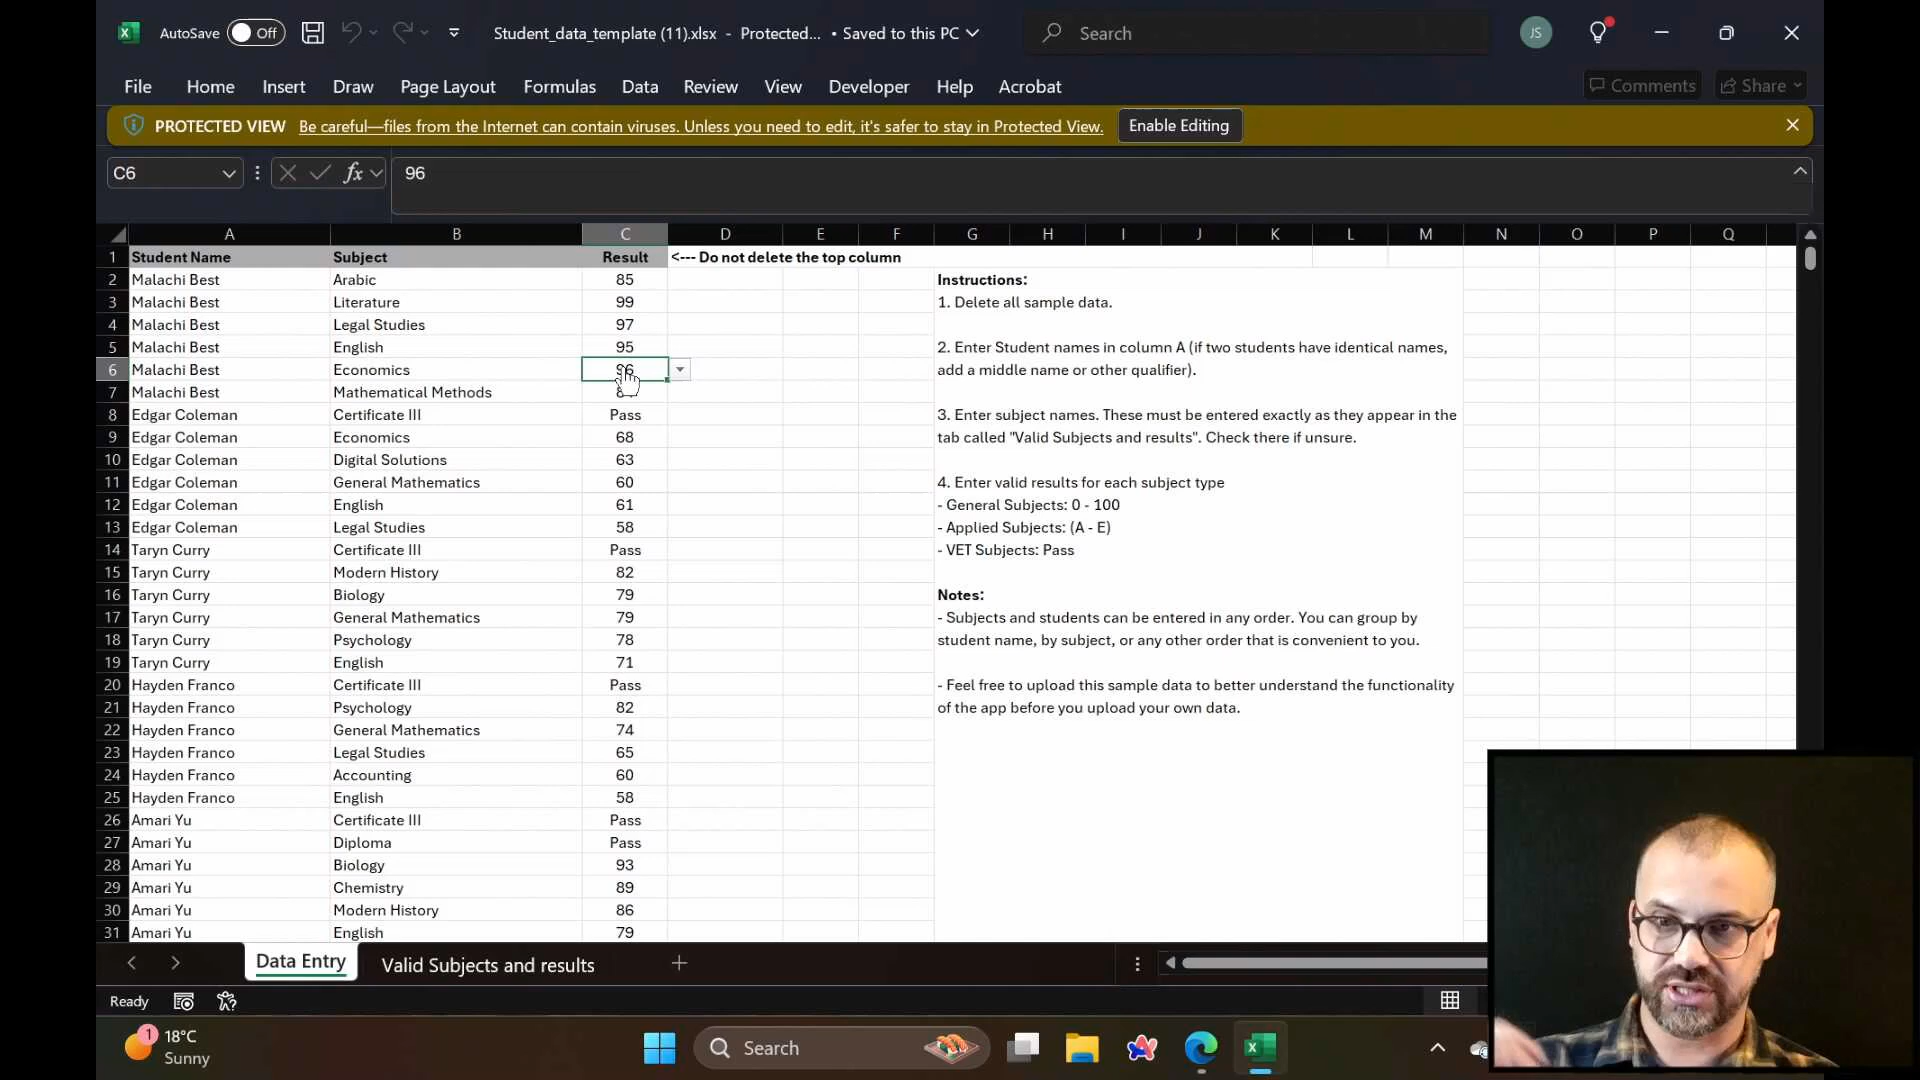 AutoSave Off Student_data_template (11).xlsx - Protected... • Saved to this PC Search JS
File Home Insert Draw Page Layout Formulas Data Review View Developer Help Acrobat Comments Share
PROTECTED VIEW Be careful—files from the Internet can contain viruses. Unless you need to edit, it's safer to stay in Protected View. Enable Editing
C6 fx 96
A B C D E F G H I J K L M N O P Q
1 Student Name Subject Result <--- Do not delete the top column
2 Malachi Best Arabic 85 Instructions:
3 Malachi Best Literature 99 1. Delete all sample data.
4 Malachi Best Legal Studies 97
5 Malachi Best English 95 2. Enter Student names in column A (if two students have identical names,
6 Malachi Best Economics 96 add a middle name or other qualifier).
7 Malachi Best Mathematical Methods
8 Edgar Coleman Certificate III Pass 3. Enter subject names. These must be entered exactly as they appear in the
9 Edgar Coleman Economics 68 tab called "Valid Subjects and results". Check there if unsure.
10 Edgar Coleman Digital Solutions 63
11 Edgar Coleman General Mathematics 60 4. Enter valid results for each subject type
12 Edgar Coleman English 61 - General Subjects: 0 - 100
13 Edgar Coleman Legal Studies 58 - Applied Subjects: (A - E)
14 Taryn Curry Certificate III Pass - VET Subjects: Pass
15 Taryn Curry Modern History 82
16 Taryn Curry Biology 79 Notes:
17 Taryn Curry General Mathematics 79 - Subjects and students can be entered in any order. You can group by
18 Taryn Curry Psychology 78 student name, by subject, or any other order that is convenient to you.
19 Taryn Curry English 71
20 Hayden Franco Certificate III Pass - Feel free to upload this sample data to better understand the functionality
21 Hayden Franco Psychology 82 of the app before you upload your own data.
22 Hayden Franco General Mathematics 74
23 Hayden Franco Legal Studies 65
24 Hayden Franco Accounting 60
25 Hayden Franco English 58
26 Amari Yu Certificate III Pass
27 Amari Yu Diploma Pass
28 Amari Yu Biology 93
29 Amari Yu Chemistry 89
30 Amari Yu Modern History 86
31 Amari Yu English 79
Data Entry Valid Subjects and results
Ready
1 18°C
Sunny
Search